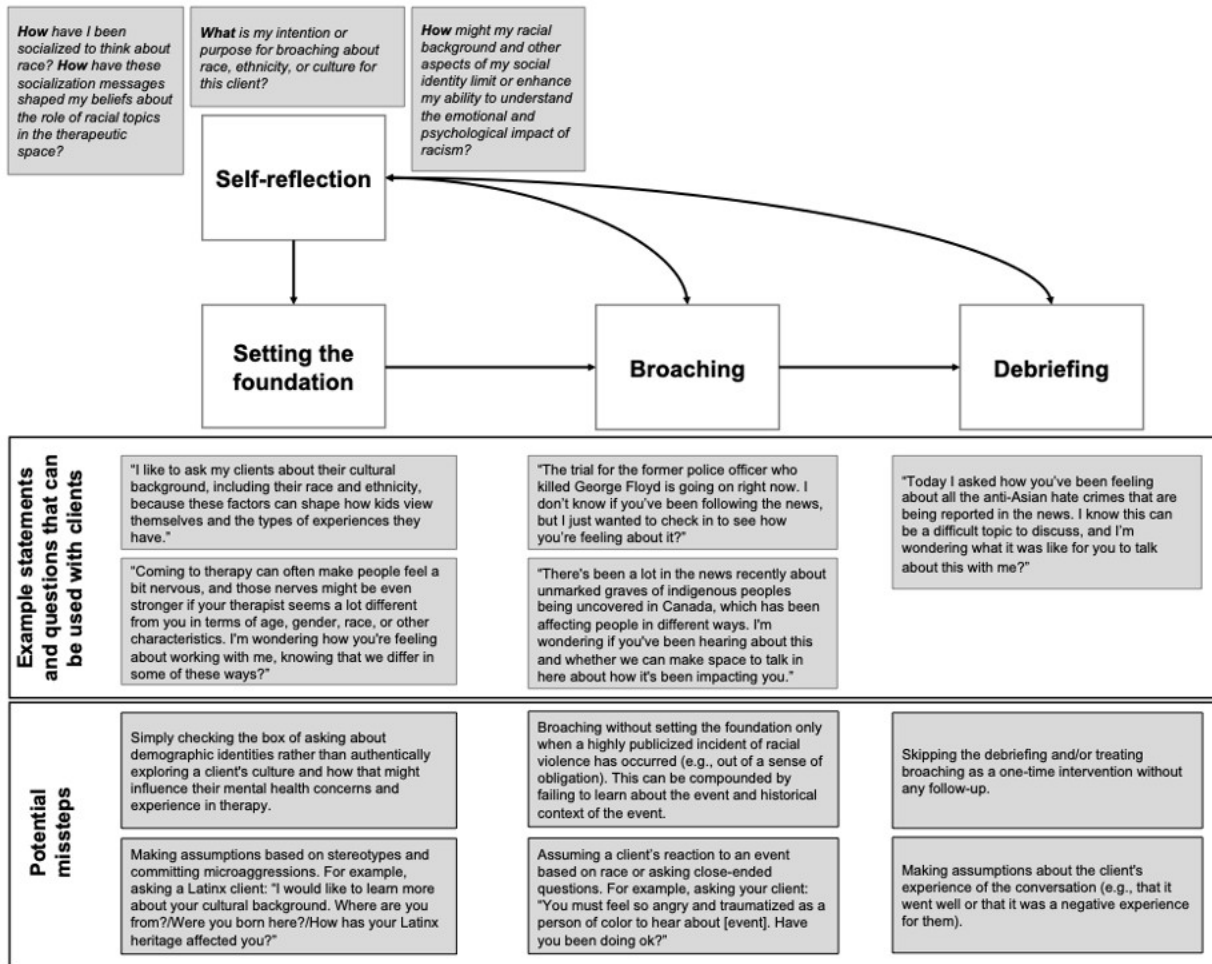 How have I been
socialized to think about
race? How have these
socialization messages
shaped my beliefs about
the role of racial topics
in the therapeutic
space?
What is my intention or
purpose for broaching about
race, ethnicity, or culture for
this client?
How might my racial
background and other
aspects of my social
identity limit or enhance
my ability to understand
the emotional and
psychological impact of
racism?
Self-reflection
Setting the
foundation
Broaching
Debriefing
Example statements
and questions that can
be used with clients
"I like to ask my clients about their cultural
background, including their race and ethnicity,
because these factors can shape how kids view
themselves and the types of experiences they
have."
"Coming to therapy can often make people feel a
bit nervous, and those nerves might be even
stronger if your therapist seems a lot different
from you in terms of age, gender, race, or other
characteristics. I'm wondering how you're feeling
about working with me, knowing that we differ in
some of these ways?"
"The trial for the former police officer who
killed George Floyd is going on right now. I
don't know if you've been following the news,
but I just wanted to check in to see how
you're feeling about it?"
"There's been a lot in the news recently about
unmarked graves of indigenous peoples
being uncovered in Canada, which has been
affecting people in different ways. I'm
wondering if you've been hearing about this
and whether we can make space to talk in
here about how it's been impacting you."
"Today I asked how you've been feeling
about all the anti-Asian hate crimes that are
being reported in the news. I know this can
be a difficult topic to discuss, and I'm
wondering what it was like for you to talk
about this with me?"
Potential
missteps
Simply checking the box of asking about
demographic identities rather than authentically
exploring a client's culture and how that might
influence their mental health concerns and
experience in therapy.
Making assumptions based on stereotypes and
committing microaggressions. For example,
asking a Latinx client: "I would like to learn more
about your cultural background. Where are you
from?/Were you born here?/How has your Latinx
heritage affected you?"
Broaching without setting the foundation only
when a highly publicized incident of racial
violence has occurred (e.g., out of a sense of
obligation). This can be compounded by
failing to learn about the event and historical
context of the event.
Assuming a client's reaction to an event
based on race or asking close-ended
questions. For example, asking your client:
"You must feel so angry and traumatized as a
person of color to hear about [event]. Have
you been doing ok?"
Skipping the debriefing and/or treating
broaching as a one-time intervention without
any follow-up.
Making assumptions about the client's
experience of the conversation (e.g., that it
went well or that it was a negative experience
for them).